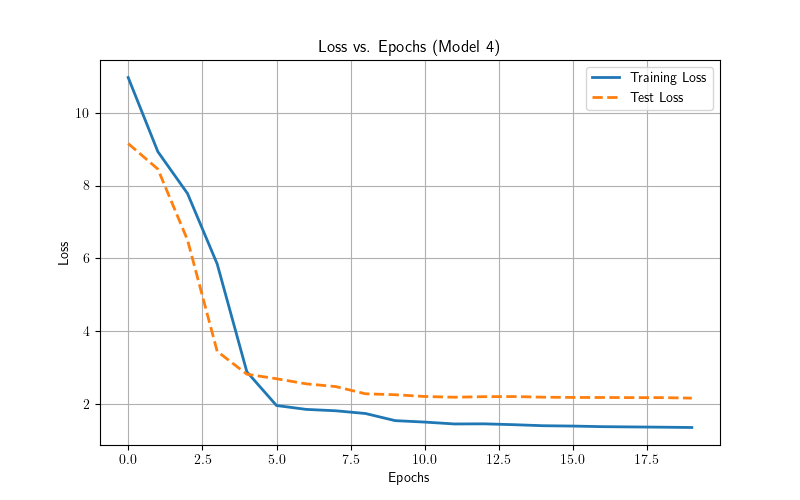 Loss vs. Epochs (Model 4)
Training Loss
Test Loss
10
8
6
4
2
Loss
0.0 2.5 5.0 7.5 10.0 12.5 15.0 17.5
Epochs